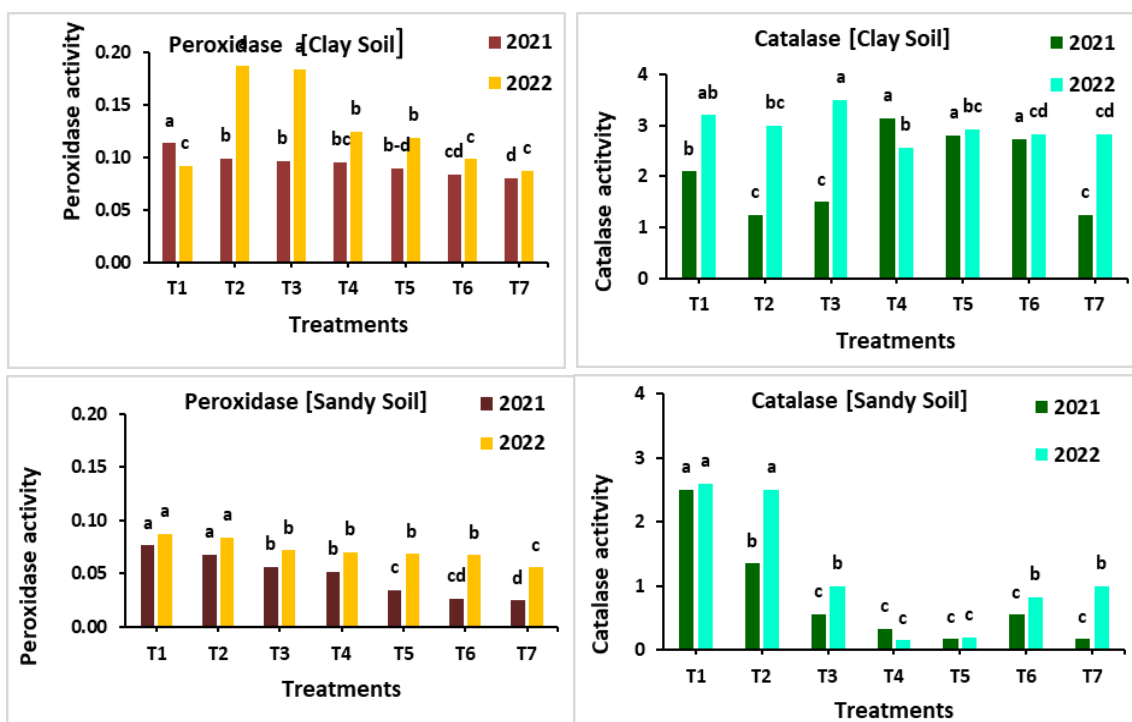 Peroxidase [Clay Soil]
2021
2022
Peroxidase activity
0.20
0.15
0.10
0.05
0.00
a c b b a bc b b-d b cd c d c
T1 T2 T3 T4 T5 T6 T7
Treatments
Catalase [Clay Soil]
2021
2022
Catalase actitvity
4
3
2
1
0
b ab c bc c a a b a bc a cd c cd
T1 T2 T3 T4 T5 T6 T7
Treatments
Peroxidase [Sandy Soil]
2021
2022
Peroxidase activity
0.20
0.15
0.10
0.05
0.00
a a a a b b b b c b cd b d c
T1 T2 T3 T4 T5 T6 T7
Treatments
Catalase [Sandy Soil]
2021
2022
Catalase actitvity
4
3
2
1
0
a a b a c b c c c c c b c b
T1 T2 T3 T4 T5 T6 T7
Treatments